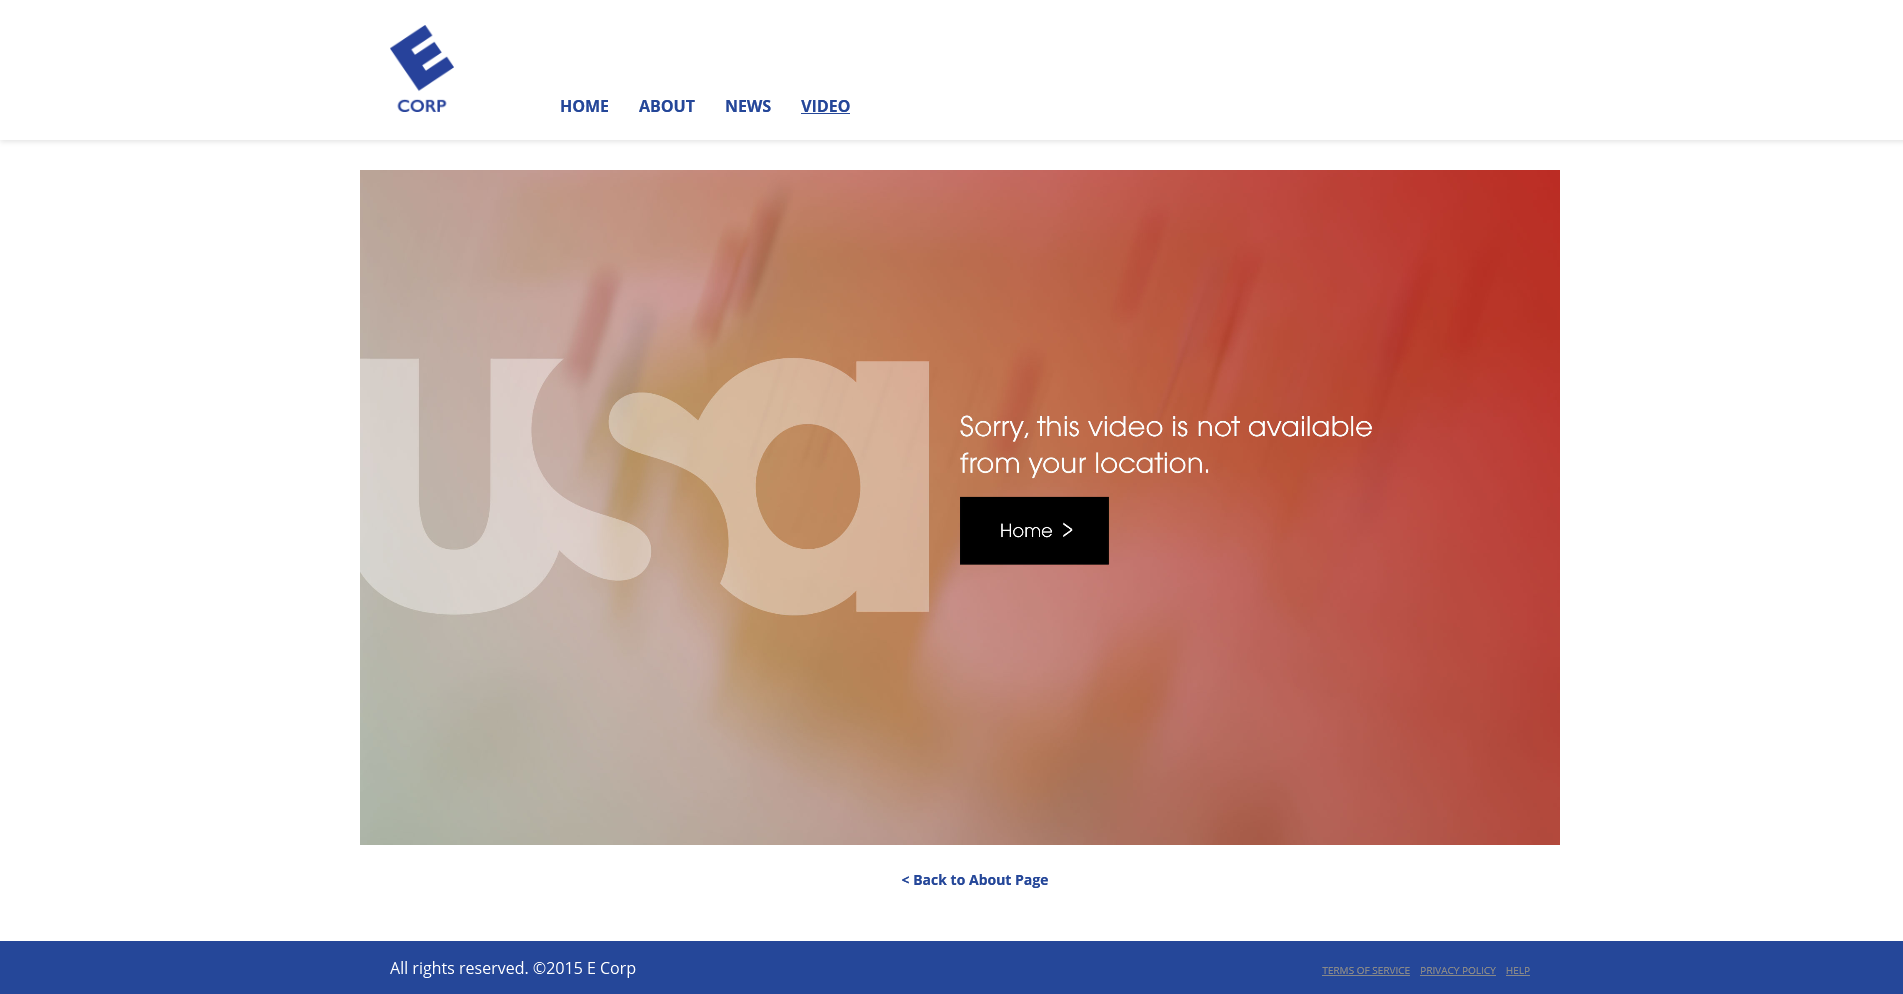 E
CORP
HOME ABOUT NEWS VIDEO
usa
Sorry, this video is not available
from your location.
Home >
< Back to About Page
All rights reserved. ©2015 E Corp
TERMS OF SERVICE PRIVACY POLICY HELP